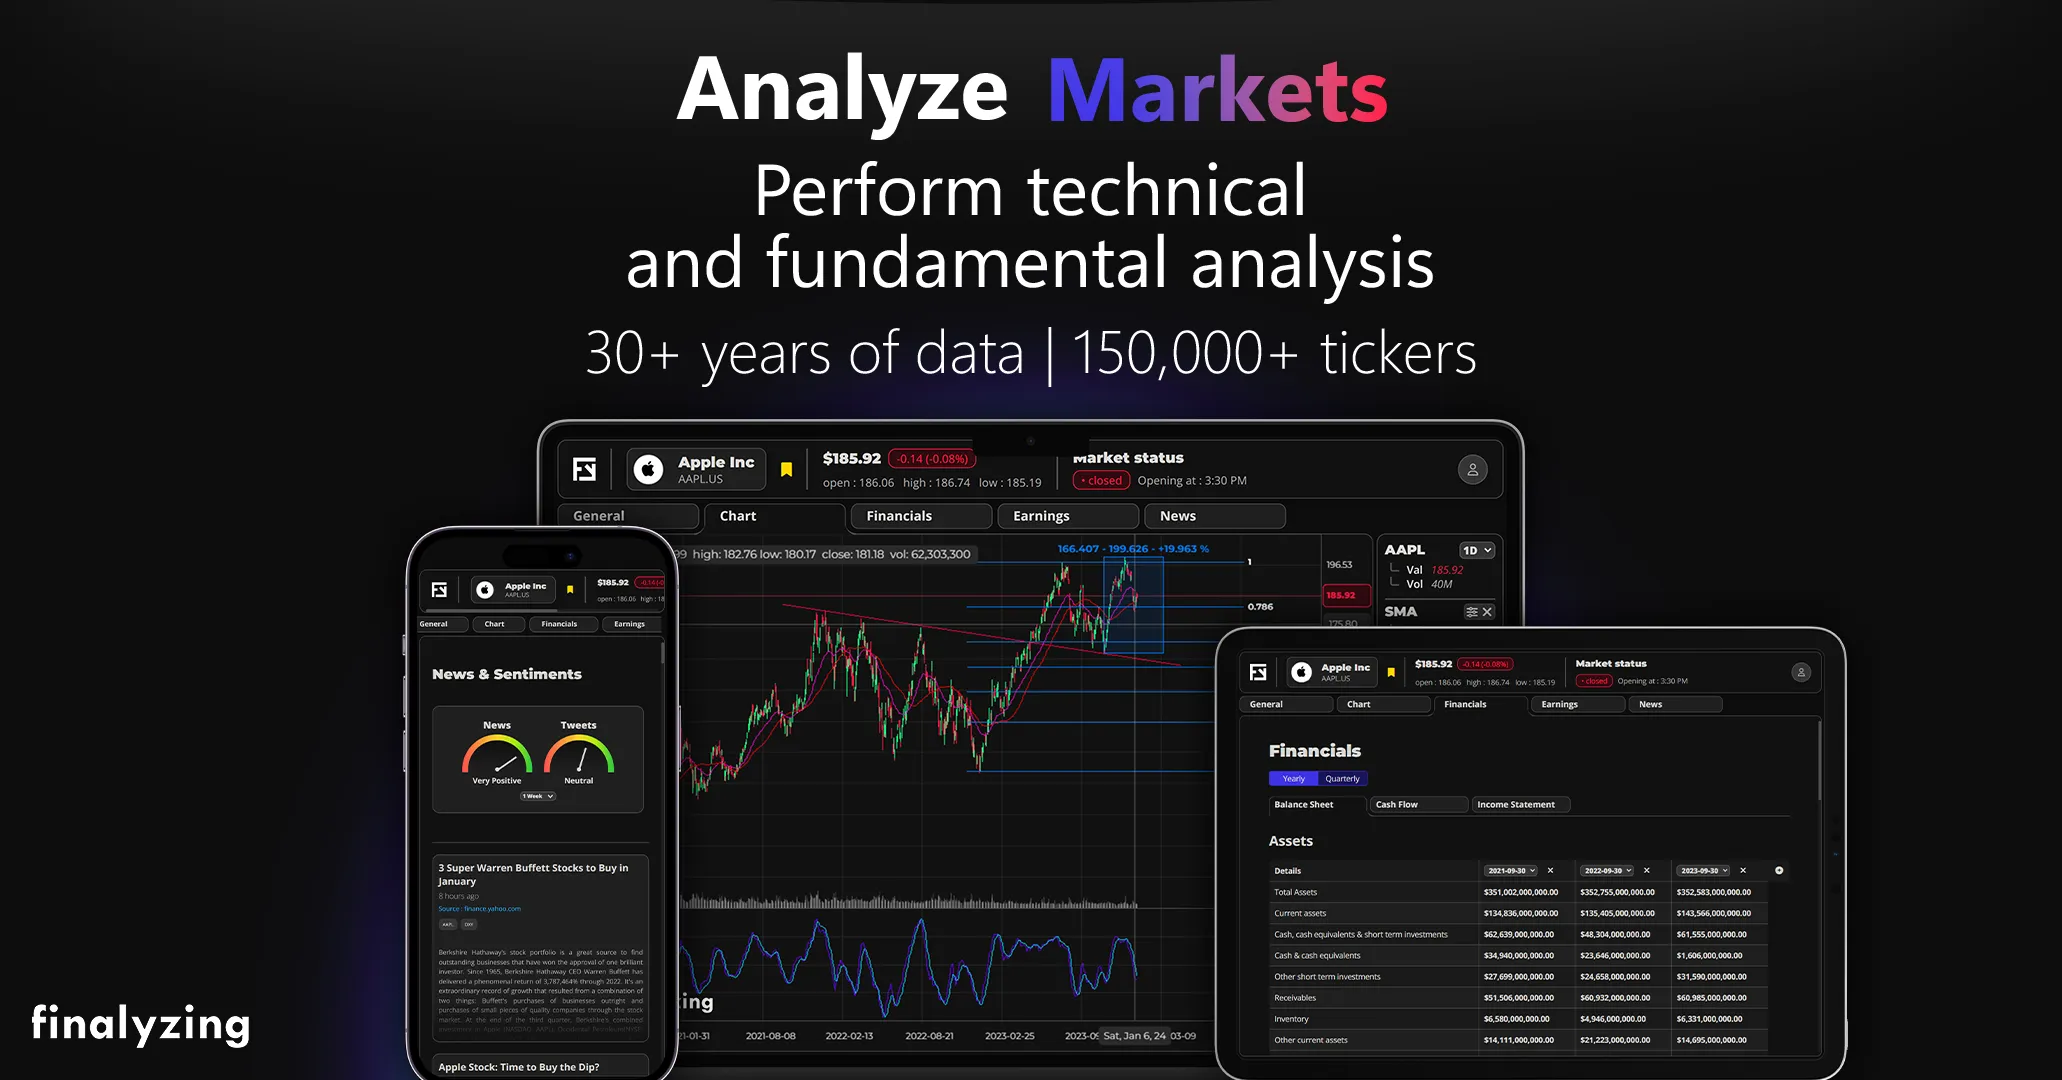 Analyze Markets
Perform technical
and fundamental analysis
30+ years of data | 150,000+ tickers
Apple Inc
AAPL.US
$185.92 -0.14 (-0.08%)
open : 186.06 high : 186.74 low : 185.19
Market status
• closed Opening at : 3:30 PM
General Chart Financials Earnings News
99 high: 182.76 low: 180.17 close: 181.18 vol: 62,303,300
166.407 - 199.626 - +19.963 %
1
0.786
196.53
185.92
175.80
AAPL 1D
Val 185.92
Vol 40M
SMA
zing
21-01-31 2021-08-08 2022-02-13 2022-08-21 2023-02-25 2023-09 Sat, Jan 6, 24 03-09
Apple Inc
AAPL.US
$185.92 -0.14 (-0.0
open : 186.06 high : 18
General Chart Financials Earnings
News & Sentiments
News Tweets
Very Positive Neutral
1 Week
3 Super Warren Buffett Stocks to Buy in
January
8 hours ago
Source : finance.yahoo.com
AAPL OXY
Berkshire Hathaway's stock portfolio is a great source to find
outstanding businesses that have won the approval of one brilliant
investor. Since 1965, Berkshire Hathaway CEO Warren Buffett has
delivered a phenomenal return of 3,787,464% through 2022. It's an
extraordinary record of growth that resulted from a combination of
two things: Buffett's purchases of businesses outright and
purchases of small pieces of quality companies through the stock
market. At the end of the third quarter, Berkshire's combined
Apple Stock: Time to Buy the Dip?
Apple Inc
AAPL.US
$185.92 -0.14 (-0.08%)
open : 186.06 high : 186.74 low : 185.19
Market status
• closed Opening at : 3:30 PM
General Chart Financials Earnings News
Financials
Yearly Quarterly
Balance Sheet Cash Flow Income Statement
Assets
Details 2021-09-30 2022-09-30 2023-09-30
Total Assets $351,002,000,000.00 $352,755,000,000.00 $352,583,000,000.00
Current assets $134,836,000,000.00 $135,405,000,000.00 $143,566,000,000.00
Cash, cash equivalents & short term investments $62,639,000,000.00 $48,304,000,000.00 $61,555,000,000.00
Cash & cash equivalents $34,940,000,000.00 $23,646,000,000.00 $1,606,000,000.00
Other short term investments $27,699,000,000.00 $24,658,000,000.00 $31,590,000,000.00
Receivables $51,506,000,000.00 $60,932,000,000.00 $60,985,000,000.00
Inventory $6,580,000,000.00 $4,946,000,000.00 $6,331,000,000.00
Other current assets $14,111,000,000.00 $21,223,000,000.00 $14,695,000,000.00
finalyzing